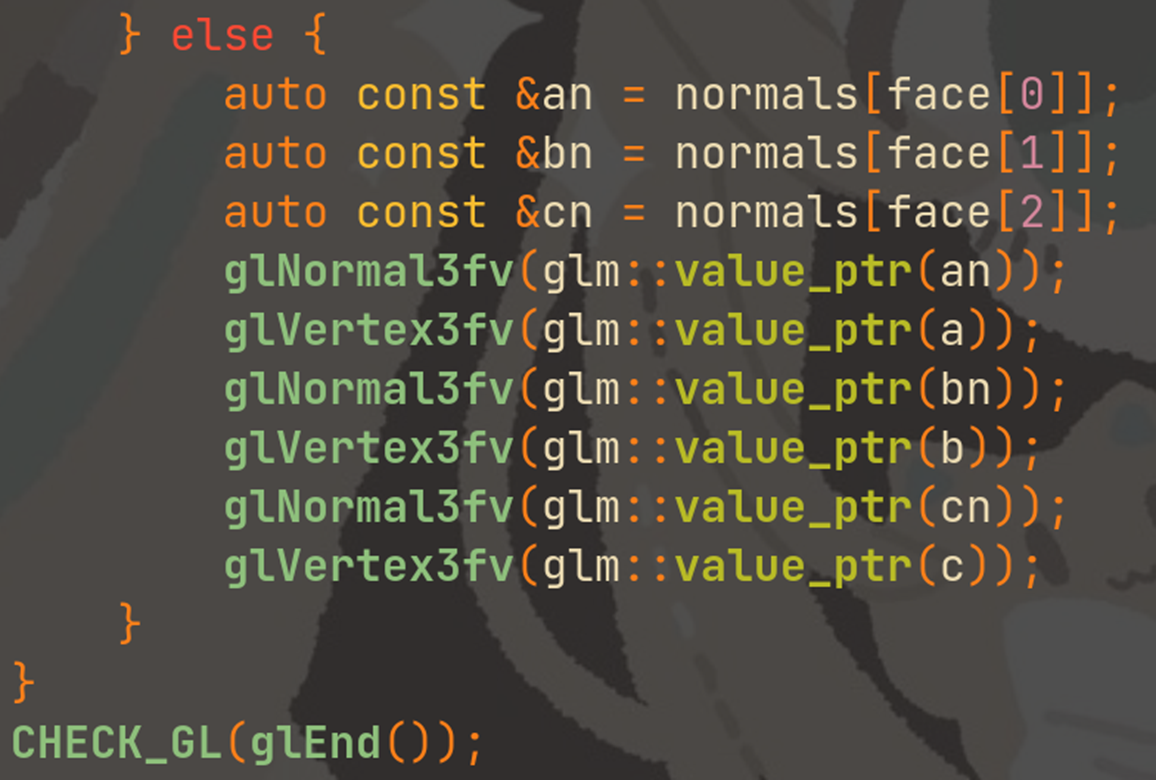 } else {
auto const &an = normals[face[0]];
auto const &bn = normals[face[1]];
auto const &cn = normals[face[2]];
glNormal3fv(glm::value_ptr(an));
glVertex3fv(glm::value_ptr(a));
glNormal3fv(glm::value_ptr(bn));
glVertex3fv(glm::value_ptr(b));
glNormal3fv(glm::value_ptr(cn));
glVertex3fv(glm::value_ptr(c));
}
}
CHECK_GL(glEnd());